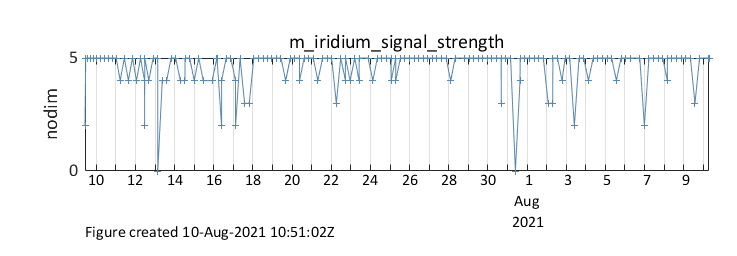 m_iridium_signal_strength
5
nodim
0
10 12 14 16 18 20 22 24 26 28 30 1 3 5 7 9
Aug
2021
Figure created 10-Aug-2021 10:51:02Z